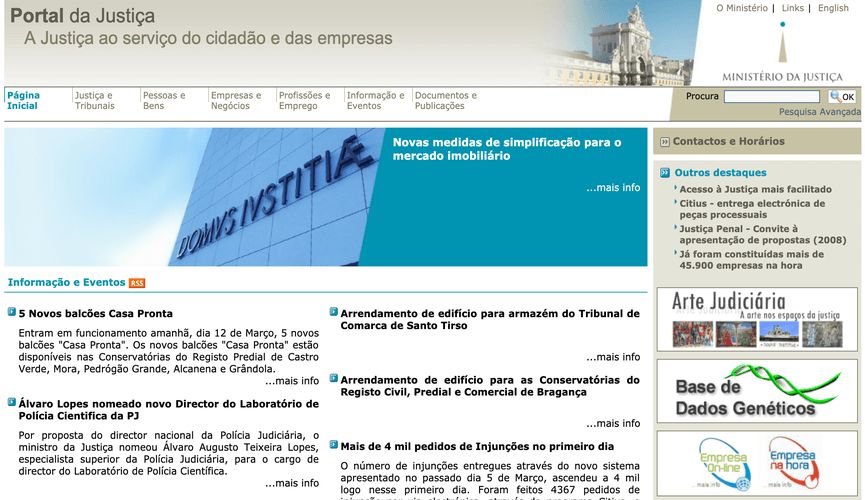 Portal da Justiça
A Justiça ao serviço do cidadão e das empresas
O Ministério | Links | English
MINISTÉRIO DA JUSTIÇA
Página
Inicial
Justiça e
Tribunais
Pessoas e
Bens
Empresas e
Negócios
Profissões e
Emprego
Informação e
Eventos
Documentos e
Publicações
Procura
OK
Pesquisa Avançada
DOMVS IVSTITIÆ
Novas medidas de simplificação para o
mercado imobiliário
...mais info
Contactos e Horários
Outros destaques
Acesso à Justiça mais facilitado
Citius - entrega electrónica de
peças processuais
Justiça Penal - Convite à
apresentação de propostas (2008)
Já foram constituídas mais de
45.900 empresas na hora
Informação e Eventos RSS
5 Novos balcões Casa Pronta
Entram em funcionamento amanhã, dia 12 de Março, 5 novos
balcões "Casa Pronta". Os novos balcões "Casa Pronta" estão
disponíveis nas Conservatórias do Registo Predial de Castro
Verde, Mora, Pedrógão Grande, Alcanena e Grândola.
...mais info
Álvaro Lopes nomeado novo Director do Laboratório de
Polícia Cientifica da PJ
Por proposta do director nacional da Polícia Judiciária, o
ministro da Justiça nomeou Álvaro Augusto Teixeira Lopes,
especialista superior da Polícia Judiciária, para o cargo de
director do Laboratório de Polícia Científica.
...mais info
Arrendamento de edifício para armazém do Tribunal de
Comarca de Santo Tirso
...mais info
Arrendamento de edifício para as Conservatórias do
Registo Civil, Predial e Comercial de Bragança
...mais info
Mais de 4 mil pedidos de Injunções no primeiro dia
O número de injunções entregues através do novo sistema
apresentado no passado dia 5 de Março, ascendeu a 4 mil
logo nesse primeiro dia. Foram feitos 4367 pedidos de
Arte Judiciária
A arte nos espaços da justiça
Base de
Dados Genéticos
Empresa
On-line
... mais info
Empresa
na hora
... mais info